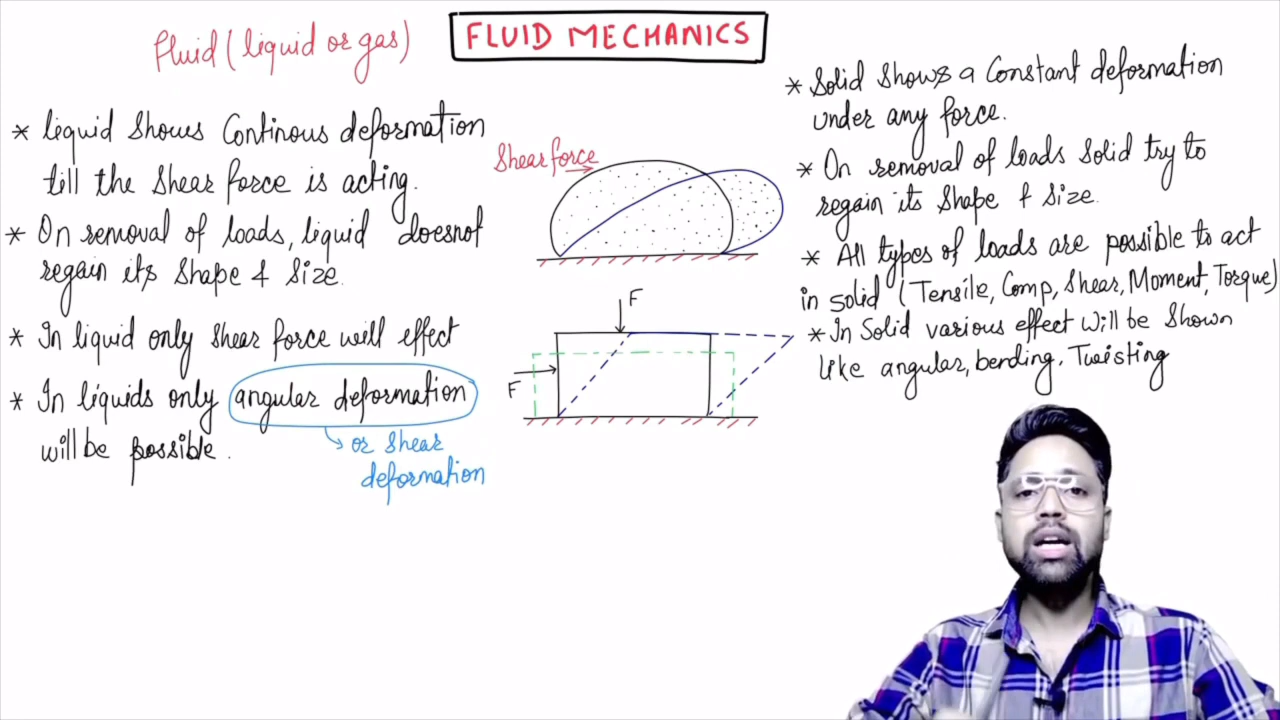 FLUID MECHANICS
Fluid (liquid or gas)
* liquid shows Continous deformation
till the shear force is acting.
* On removal of loads, liquid doesnot
regain its shape & size.
* In liquid only shear force will effect
* In liquids only angular deformation
will be possible.
or shear
deformation
Shear force
F
F
* Solid shows a Constant deformation
under any force.
* On removal of loads solid try to
regain its shape & size.
* All types of loads are possible to act
in solid (Tensile, Comp, Shear, Moment, Torque)
* In Solid various effect will be shown
like angular, bending, Twisting